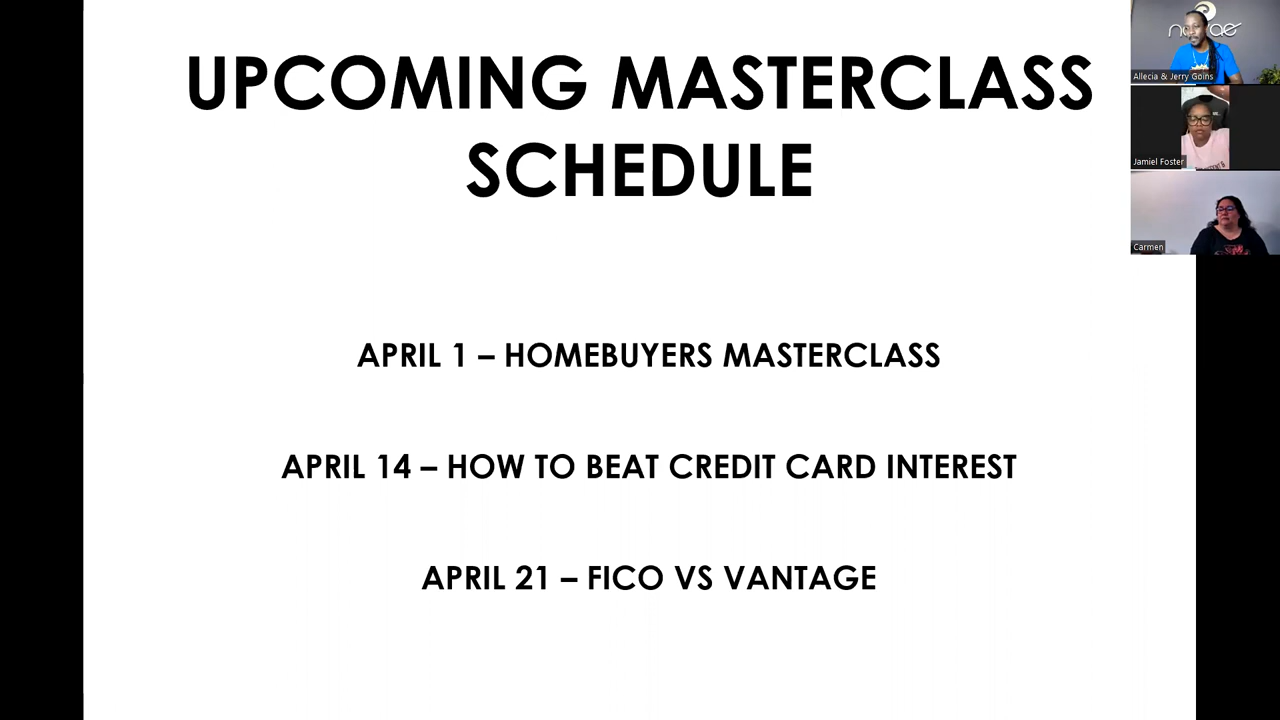 UPCOMING MASTERCLASS
SCHEDULE
APRIL 1 – HOMEBUYERS MASTERCLASS
APRIL 14 – HOW TO BEAT CREDIT CARD INTEREST
APRIL 21 – FICO VS VANTAGE
Allecia & Jerry Goins
Jamiel Foster
Carmen